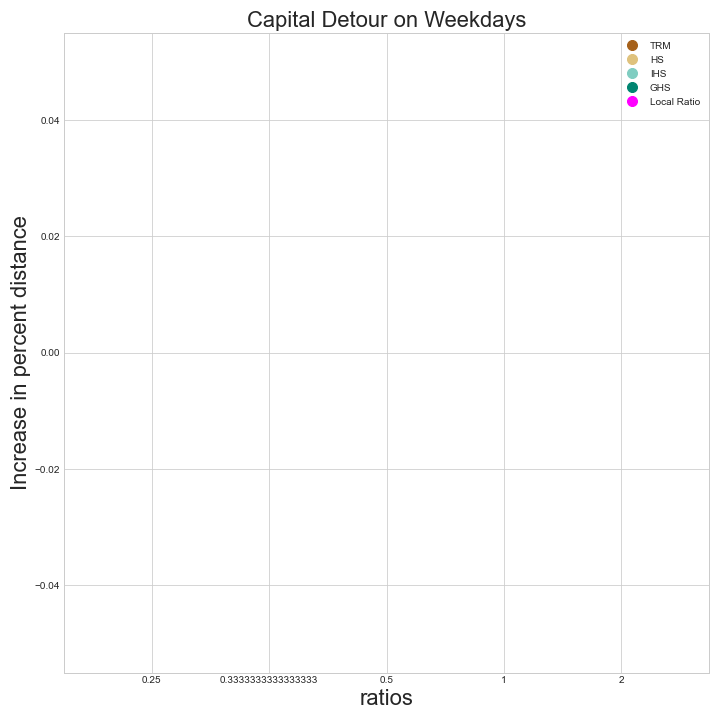 Capital Detour on Weekdays
TRM
HS
IHS
GHS
Local Ratio
Increase in percent distance
0.04
0.02
0.00
−0.02
−0.04
0.25 0.3333333333333333 0.5 1 2
ratios